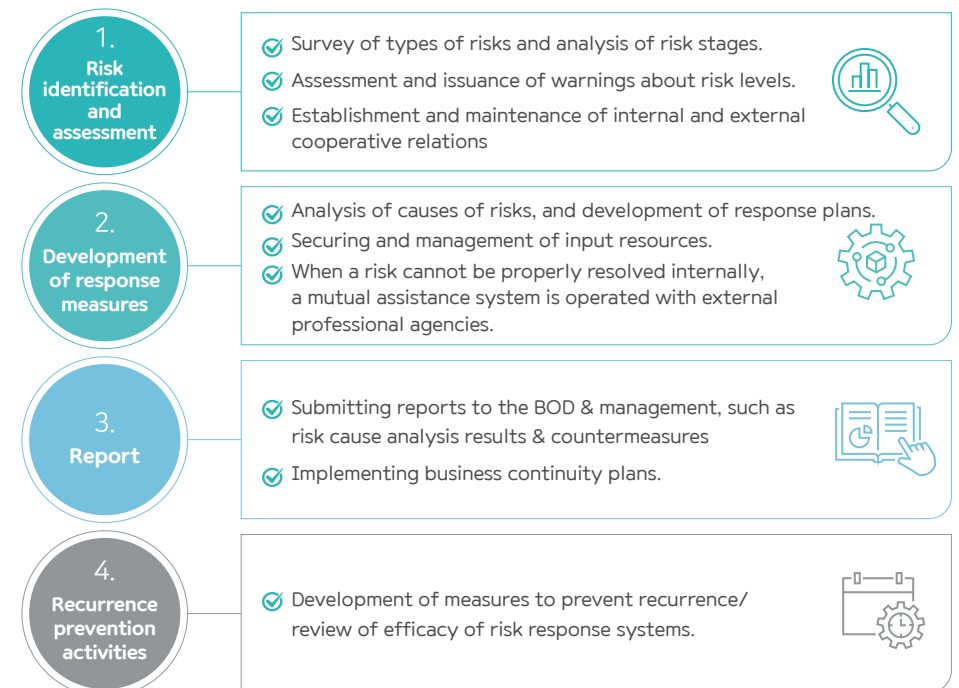 1.
Risk
identification
and
assessment
Survey of types of risks and analysis of risk stages.
Assessment and issuance of warnings about risk levels.
Establishment and maintenance of internal and external
cooperative relations
2.
Development
of response
measures
Analysis of causes of risks, and development of response plans.
Securing and management of input resources.
When a risk cannot be properly resolved internally,
a mutual assistance system is operated with external
professional agencies.
3.
Report
Submitting reports to the BOD & management, such as
risk cause analysis results & countermeasures
Implementing business continuity plans.
4.
Recurrence
prevention
activities
Development of measures to prevent recurrence/
review of efficacy of risk response systems.